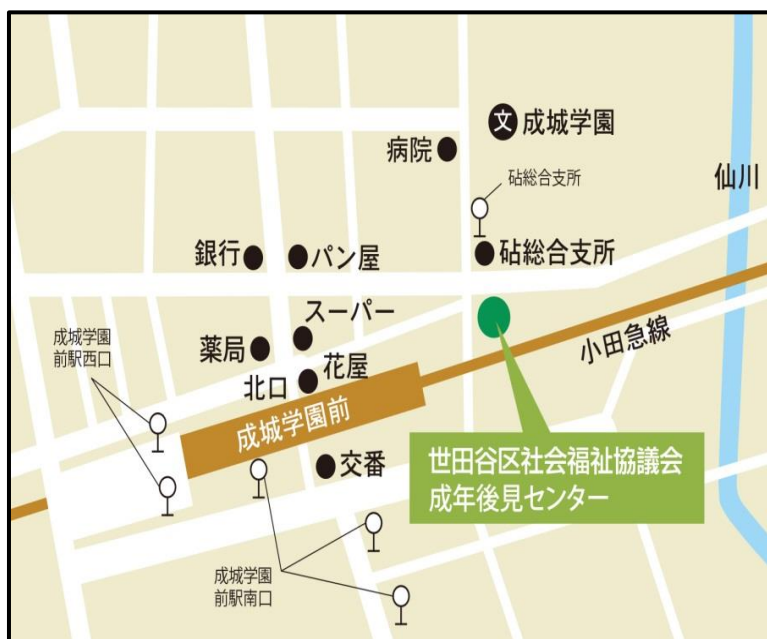 文 成城学園
病院
仙川
砧総合支所
銀行
パン屋
砧総合支所
スーパー
成城学園
前駅西口
薬局
花屋
北口
小田急線
成城学園前
世田谷区社会福祉協議会
成年後見センター
交番
成城学園
前駅南口